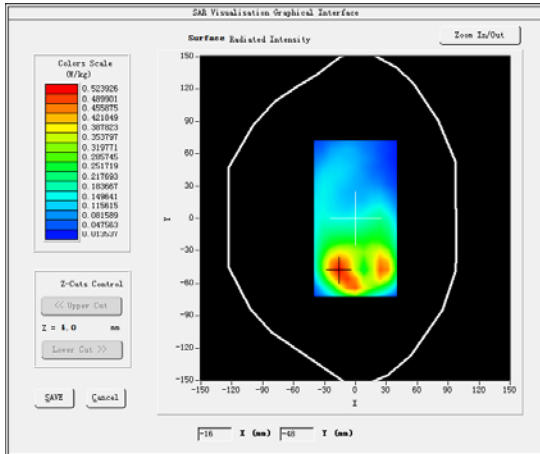 SAR Visualisation Graphical Interface
Surface Radiated Intensity
Zoom In/Out
Colors Scale
(W/kg)
0.523926
0.489901
0.455875
0.421849
0.387823
0.353797
0.319771
0.285745
0.251719
0.217693
0.183667
0.149641
0.115615
0.081589
0.047563
0.013537
Z-Cuts Control
<< Upper Cut
Z = 4.0 mm
Lower Cut >>
SAVE Cancel
150
90
60
30
0
-30
-60
-90
-120
-150
Y
-150 -120 -90 -60 -30 0 30 60 90 120 150
X
-16 X (mm) -48 Y (mm)